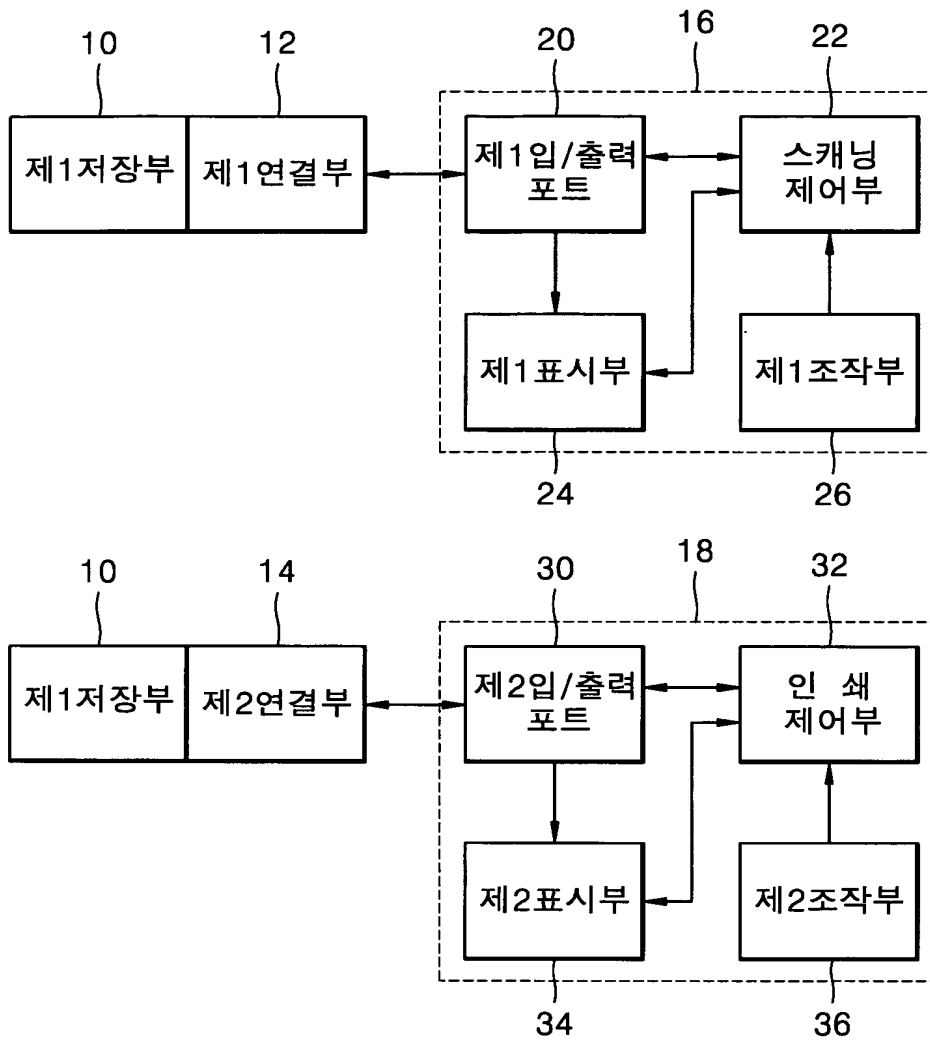 10
12
20
16
22
제1저장부
제1연결부
제1입/출력
포트
스캐닝
제어부
제1표시부
제1조작부
24
26
10
14
30
18
32
제1저장부
제2연결부
제2입/출력
포트
인 쇄
제어부
제2표시부
제2조작부
34
36